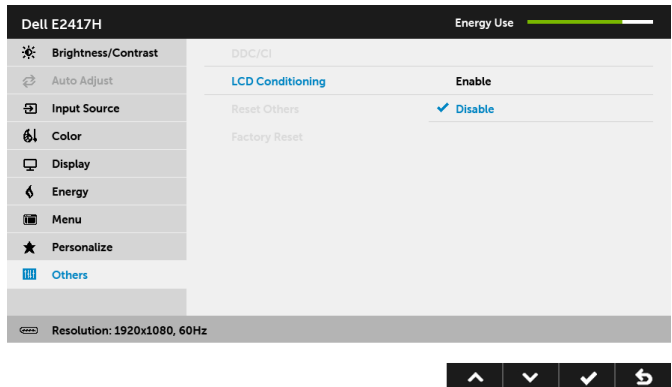 Dell E2417H Energy Use
Brightness/Contrast DDC/CI
Auto Adjust LCD Conditioning Enable
Input Source Reset Others Disable
Color Factory Reset
Display
Energy
Menu
Personalize
Others
Resolution: 1920x1080, 60Hz